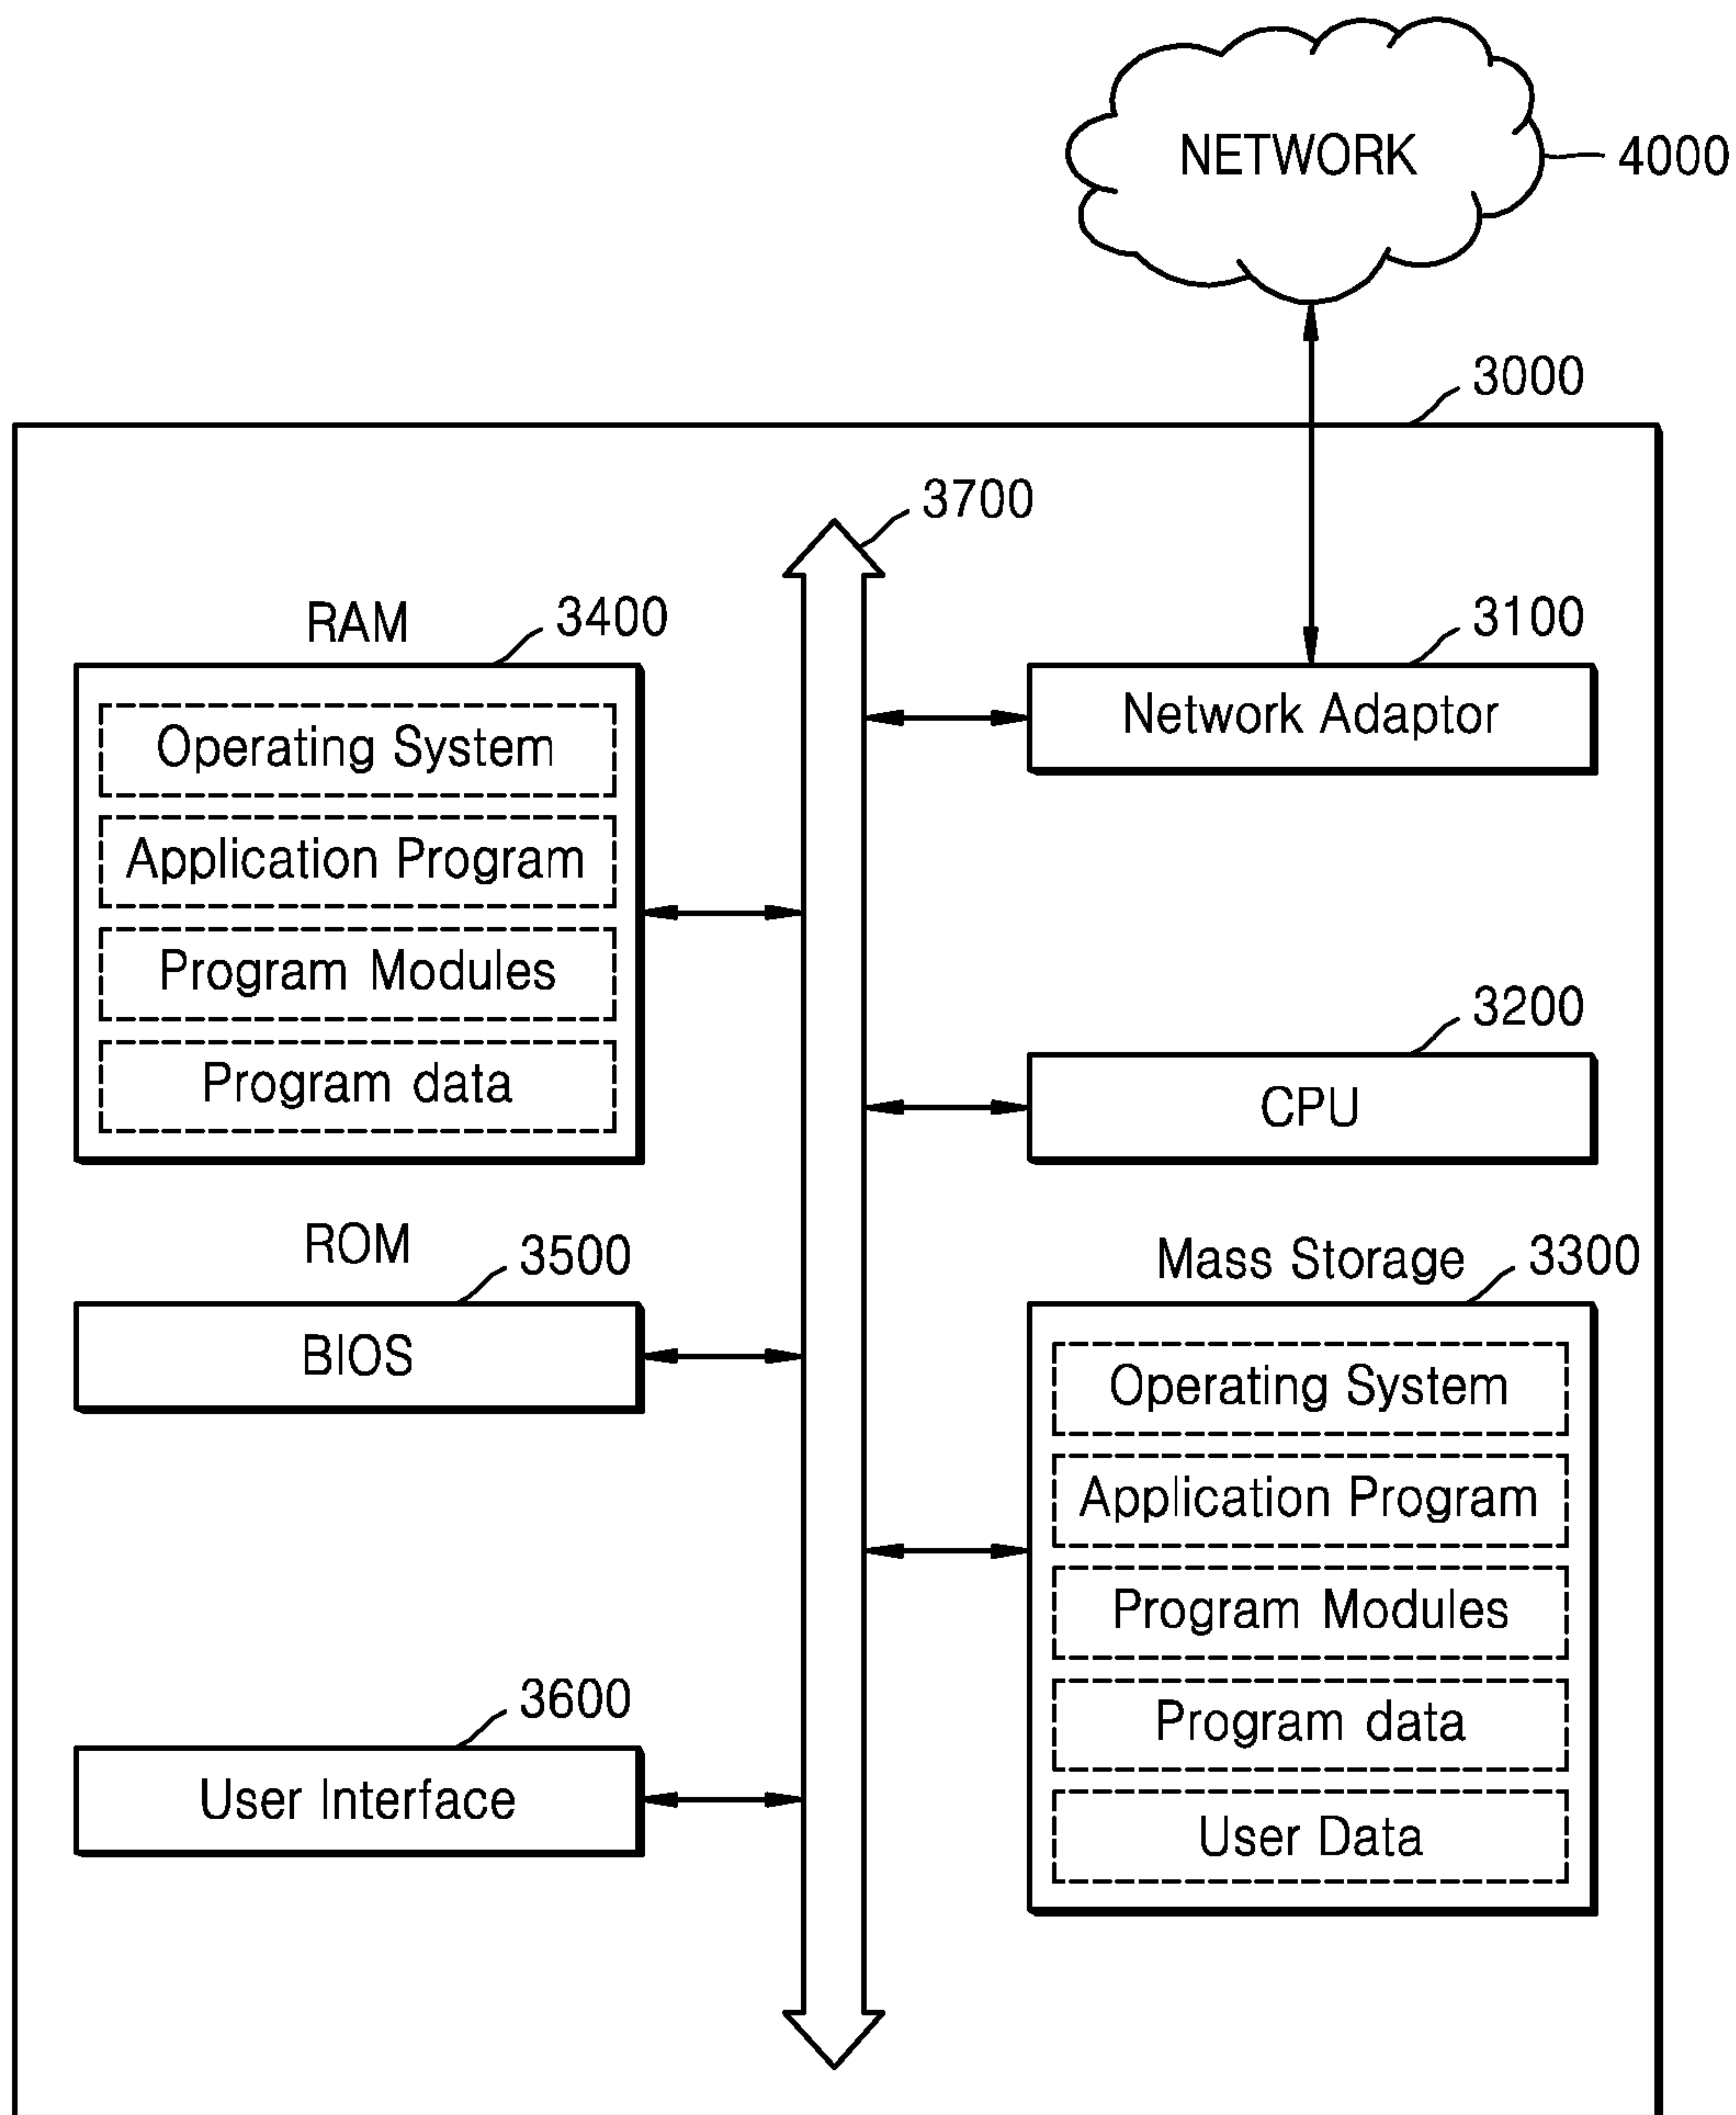 NETWORK
4000
3000
3700
RAM
3400
Operating System
Application Program
Program Modules
Program data
3100
Network Adaptor
3200
CPU
ROM
3500
BIOS
Mass Storage
3300
Operating System
Application Program
Program Modules
Program data
User Data
3600
User Interface